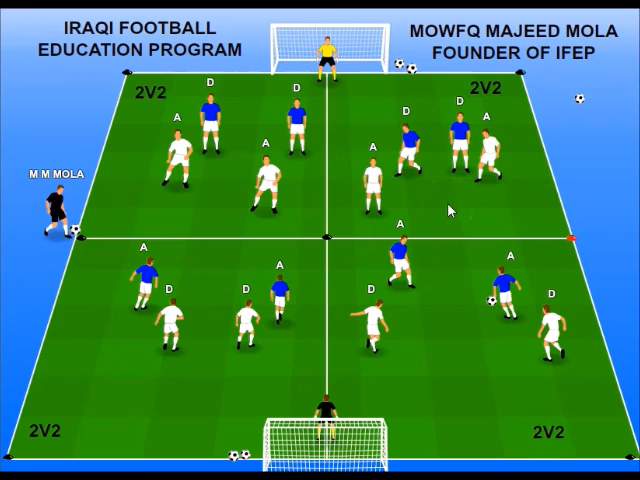 IRAQI FOOTBALL
EDUCATION PROGRAM
MOWFQ MAJEED MOLA
FOUNDER OF IFEP
2V2
2V2
D
D
D
D
A
A
A
A
M M MOLA
A
A
A
A
D
D
D
D
2V2
2V2